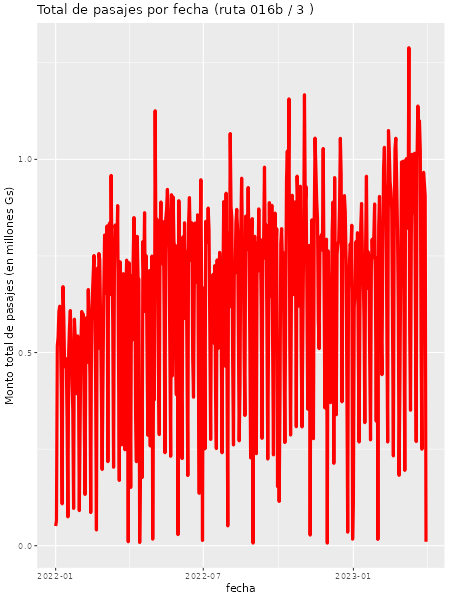 Total de pasajes por fecha (ruta 016b / 3 )
Monto total de pasajes (en milllones Gs)
1.0
0.5
0.0
2022-01
2022-07
2023-01
fecha